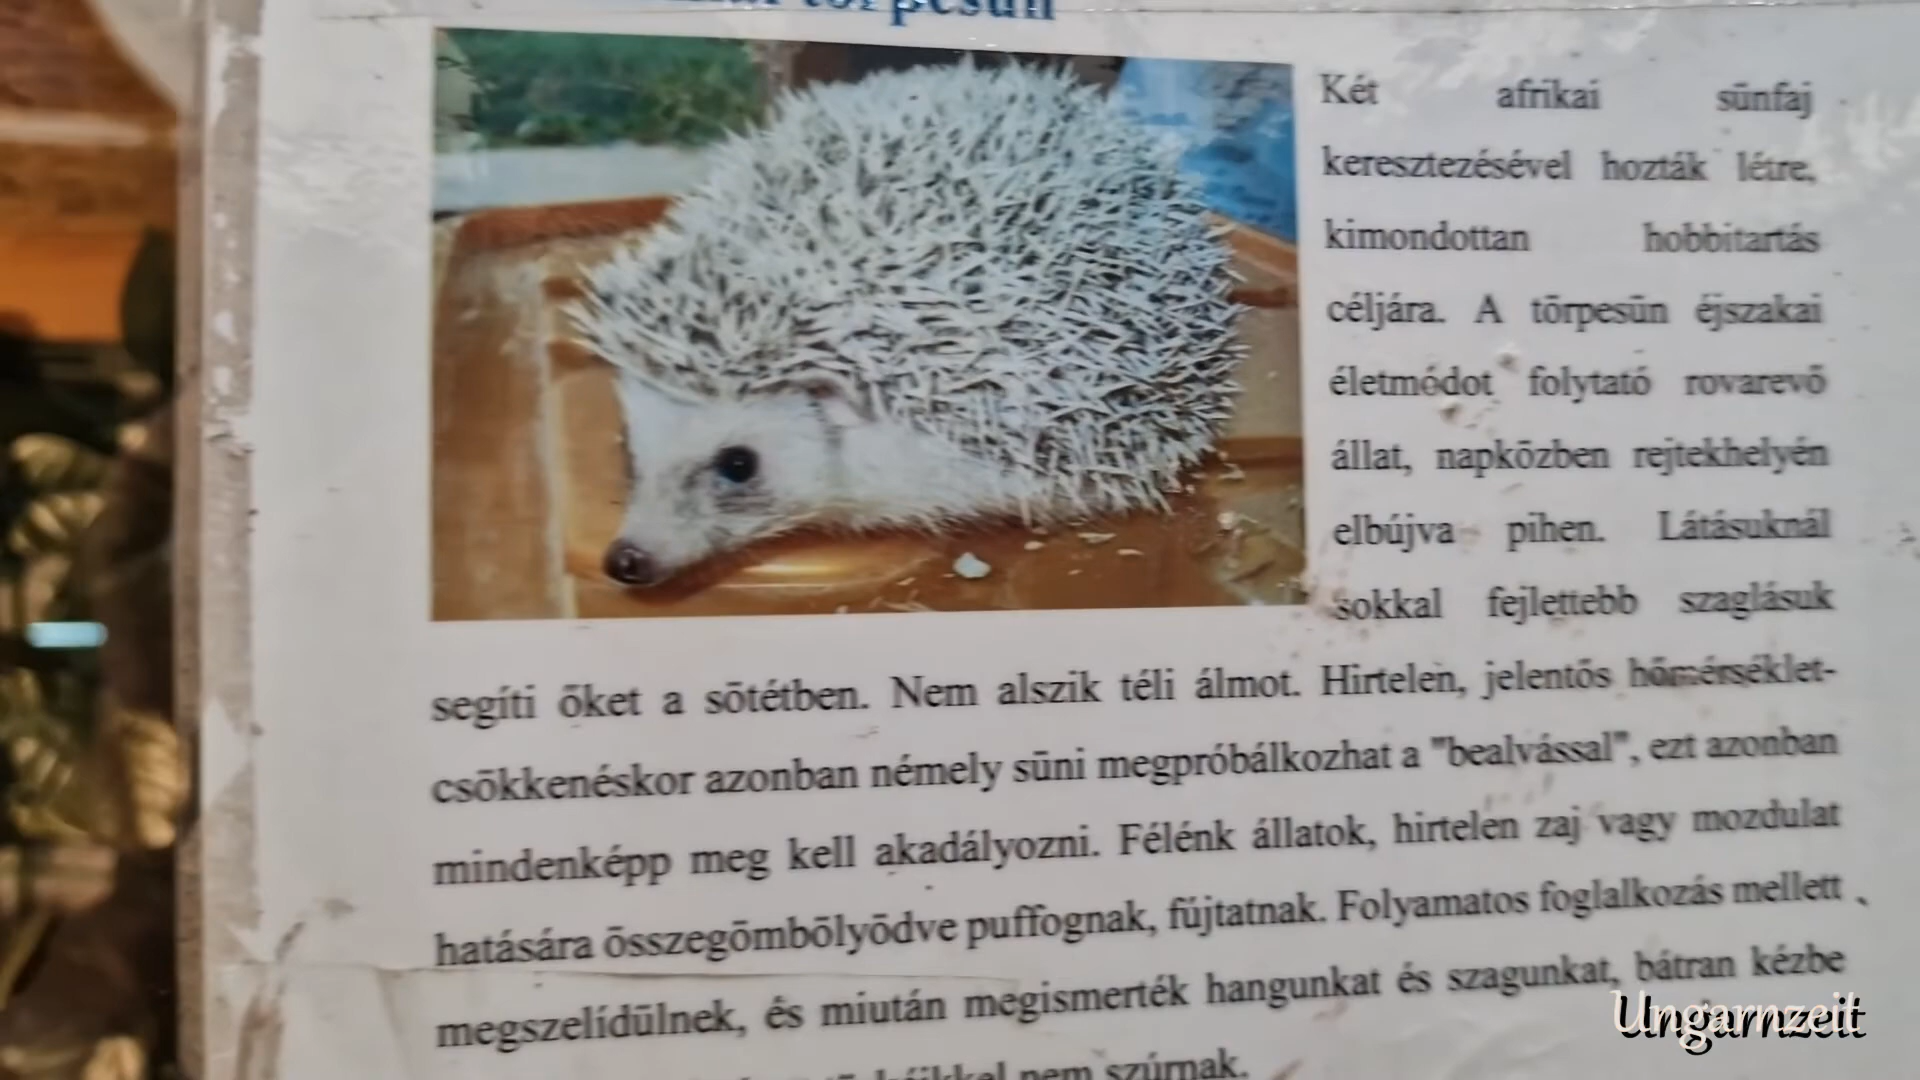 törpesün
Két afrikai sünfaj
keresztezésével hozták létre,
kimondottan hobbitartás
céljára. A törpesün éjszakai
életmódot folytató rovarevő
állat, napközben rejtekhelyén
elbújva pihen. Látásuknál
sokkal fejlettebb szaglásuk
segíti őket a sötétben. Nem alszik téli álmot. Hirtelen, jelentős hőmérséklet-
csökkenéskor azonban némely süni megpróbálkozhat a "bealvással", ezt azonban
mindenképp meg kell akadályozni. Félénk állatok, hirtelen zaj vagy mozdulat
hatására összegömbölyödve puffognak, fújtatnak. Folyamatos foglalkozás mellett
megszelídülnek, és miután megismerték hangunkat és szagunkat, bátran kézbe
nem szúrnak.
Ungarnzeit